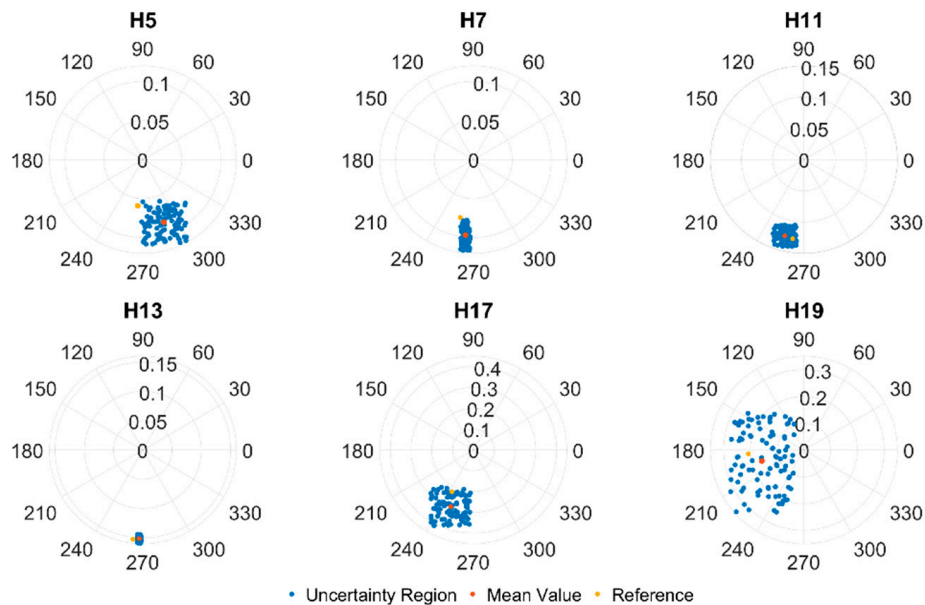 H5 H7 H11
90 90 90
120 60 120 60 120 60
0.1 0.1 0.15
150 30 150 30 150 0.1 30
0.05 0.05 0.05
180 0 0 180 0 0 180 0 0
210 330 210 330 210 330
240 300 240 300 240 300
270 270 270
H13 H17 H19
90 90 90
120 60 120 60 120 60
0.15 0.4 0.3
150 0.1 30 150 0.3 30 150 0.2 30
0.05 0.2 0.1
0.1
180 0 0 180 0 180 0 0
210 330 210 330 210 330
240 300 240 300 240 300
270 270 270
Uncertainty Region Mean Value Reference